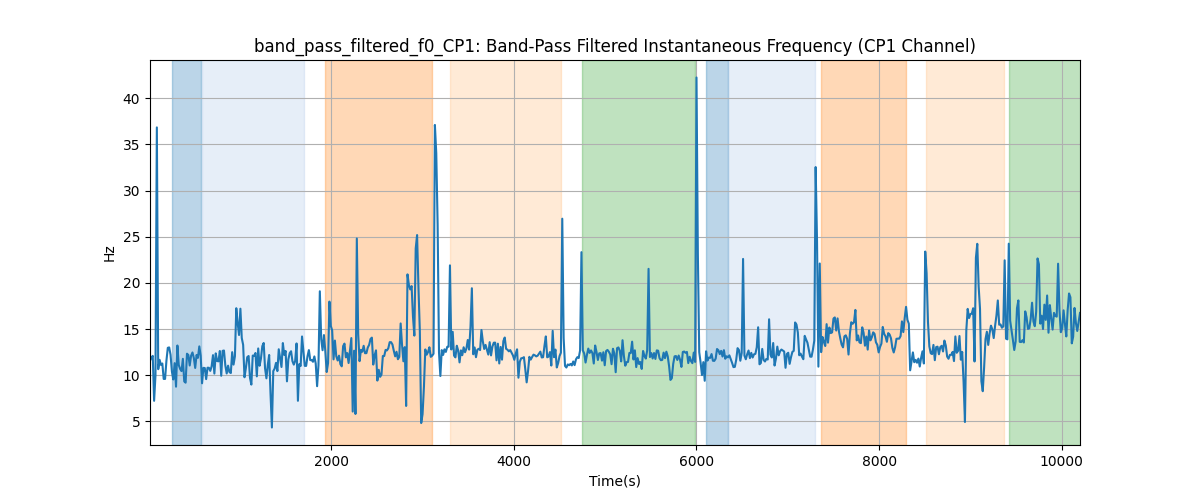 band_pass_filtered_f0_CP1: Band-Pass Filtered Instantaneous Frequency (CP1 Channel)
40
35
30
25
20
15
10
5
Hz
2000 4000 6000 8000 10000
Time(s)